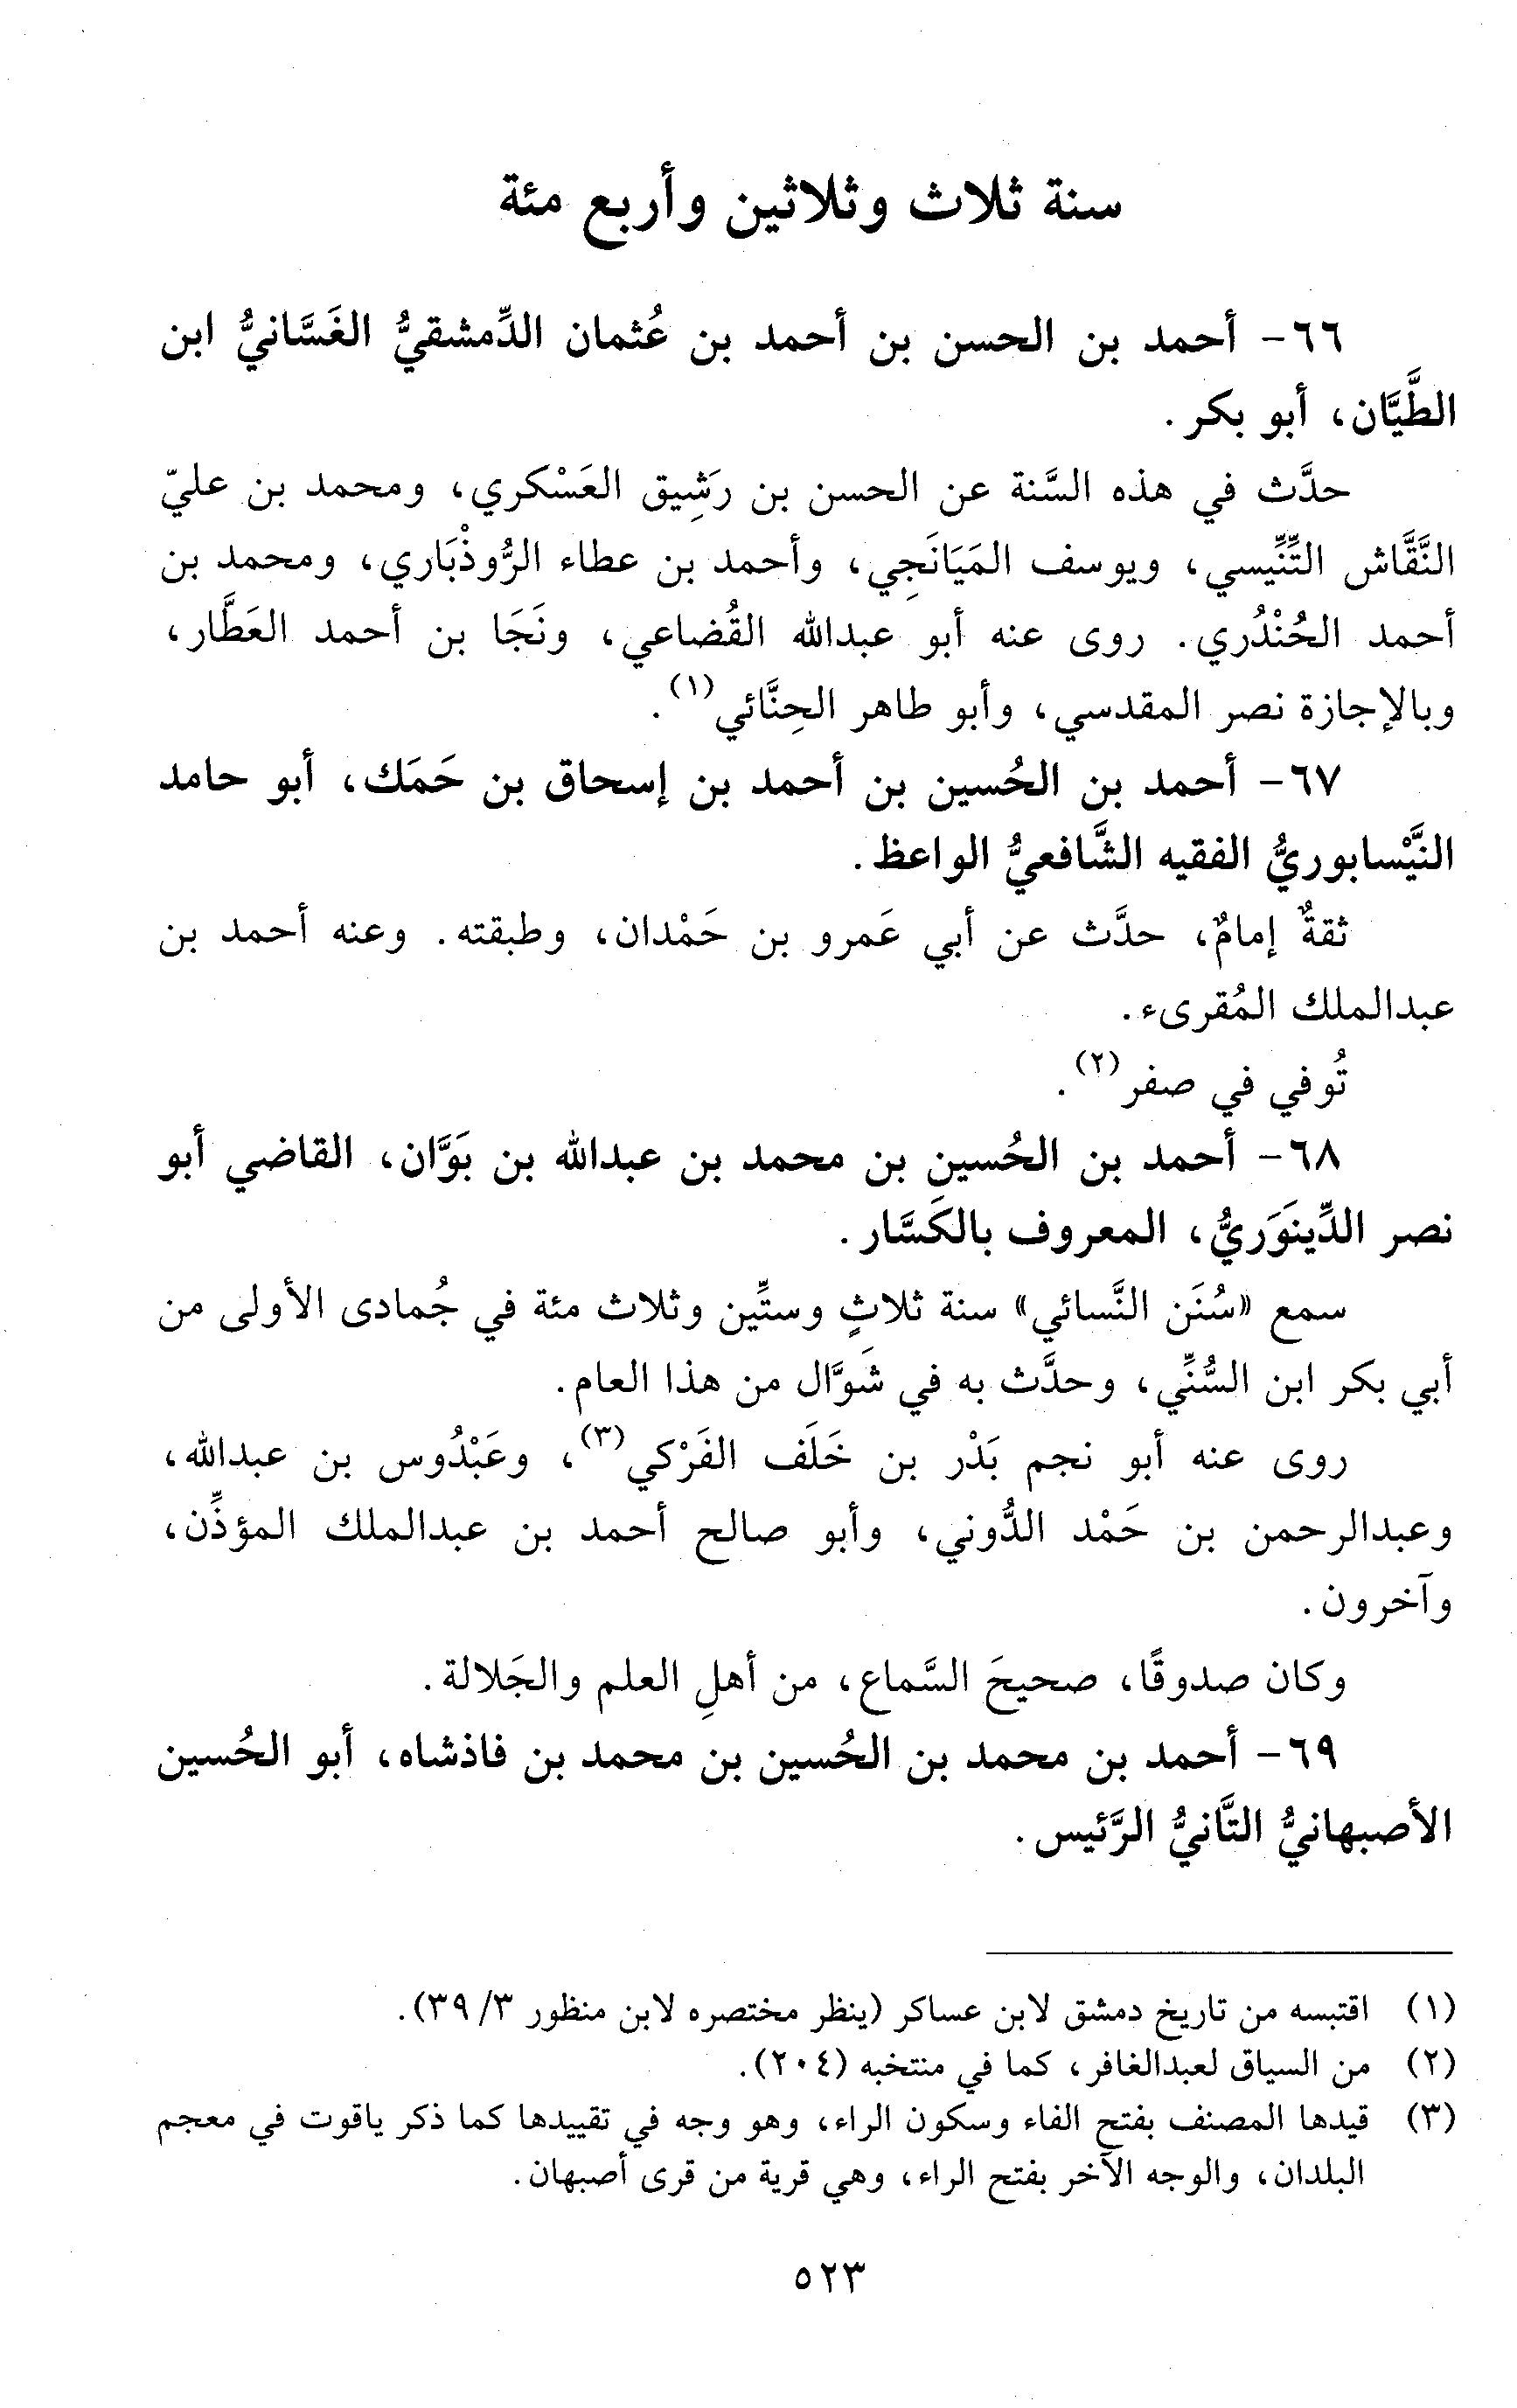 سنة ثلاث وثلاثين وأربع مئة
٦٦- أحمد بن الحسن بن أحمد بن عُثمان الدِّمشقيُّ الغَسَّانيُّ ابن
الطَّيَّان، أبو بكر.
حدَّث في هذه السَّنة عن الحسن بن رَشِيق العَسْكري، ومحمد بن عليّ
النَّقَّاش التِّنِّيسي، ويوسف المَيَانَجِي، وأحمد بن عطاء الرُّوذْبَاري، ومحمد بن
أحمد الحُنْدُري. روى عنه أبو عبدالله القُضاعي، ونَجَا بن أحمد العَطَّار،
وبالإجازة نصر المقدسي، وأبو طاهر الحِنَّائي(١).
٦٧- أحمد بن الحُسين بن أحمد بن إسحاق بن حَمَك، أبو حامد
النَّيْسابوريُّ الفقيه الشَّافعيُّ الواعظ.
ثقةٌ إمامٌ، حدَّث عن أبي عَمرو بن حَمْدان، وطبقته. وعنه أحمد بن
عبدالملك المُقرىء.
تُوفي في صفر(٢).
٦٨- أحمد بن الحُسين بن محمد بن عبدالله بن بَوَّان، القاضي أبو
نصر الدِّينَوَريُّ، المعروف بالكَسَّار.
سمع «سُنَن النَّسائي» سنة ثلاثٍ وستِّين وثلاث مئة في جُمادى الأولى من
أبي بكر ابن السُّنِّي، وحدَّث به في شَوَّال من هذا العام.
روى عنه أبو نجم بَدْر بن خَلَف الفَرْكي(٣)، وعَبْدُوس بن عبدالله،
وعبدالرحمن بن حَمْد الدُّوني، وأبو صالح أحمد بن عبدالملك المؤذِّن،
وآخرون.
وكان صدوقًا، صحيحَ السَّماع، من أهلِ العلم والجَلالة.
٦٩- أحمد بن محمد بن الحُسين بن محمد بن فاذشاه، أبو الحُسين
الأصبهانيُّ التَّانيُّ الرَّئيس.
(١) اقتبسه من تاريخ دمشق لابن عساكر (ينظر مختصره لابن منظور ٣/ ٣٩).
(٢) من السياق لعبدالغافر، كما في منتخبه (٢٠٤).
(٣) قيدها المصنف بفتح الفاء وسكون الراء، وهو وجه في تقييدها كما ذكر ياقوت في معجم
البلدان، والوجه الآخر بفتح الراء، وهي قرية من قرى أصبهان.
٥٢٣